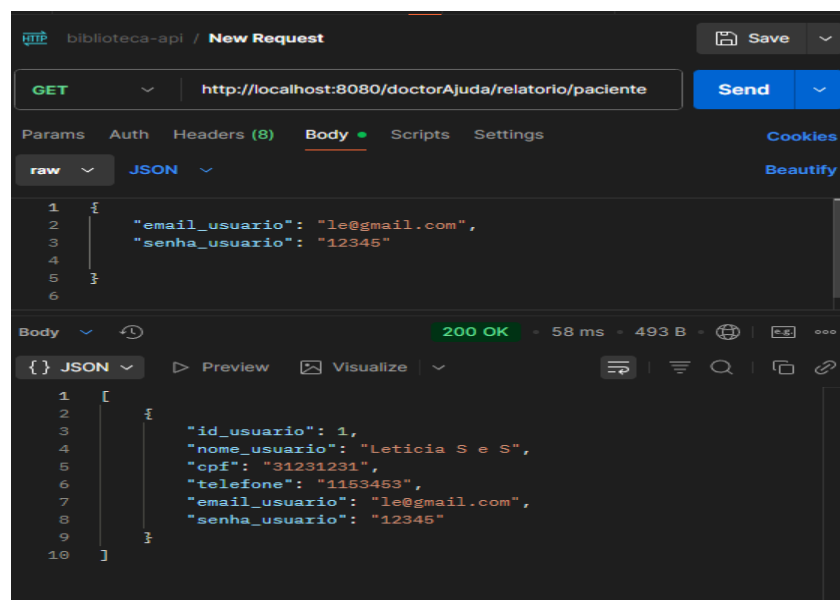 HTTP biblioteca-api / New Request Save
GET http://localhost:8080/doctorAjuda/relatorio/paciente Send
Params Auth Headers (8) Body Scripts Settings Cookies
raw JSON Beautify
1 {
2 "email_usuario": "le@gmail.com",
3 "senha_usuario": "12345"
4
5 }
6
Body 200 OK 58 ms 493 B e.g.
{} JSON Preview Visualize
1 [
2 {
3 "id_usuario": 1,
4 "nome_usuario": "Leticia S e S",
5 "cpf": "31231231",
6 "telefone": "1153453",
7 "email_usuario": "le@gmail.com",
8 "senha_usuario": "12345"
9 }
10 ]